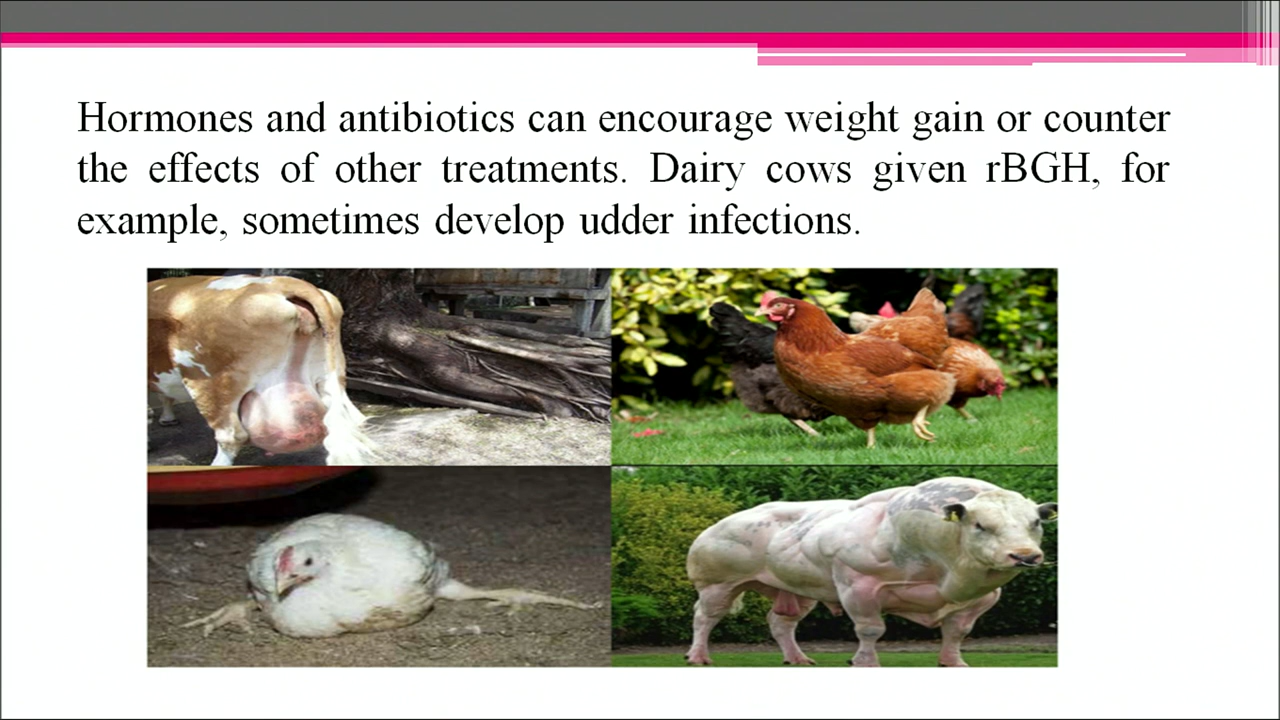 Hormones and antibiotics can encourage weight gain or counter
the effects of other treatments. Dairy cows given rBGH, for
example, sometimes develop udder infections.